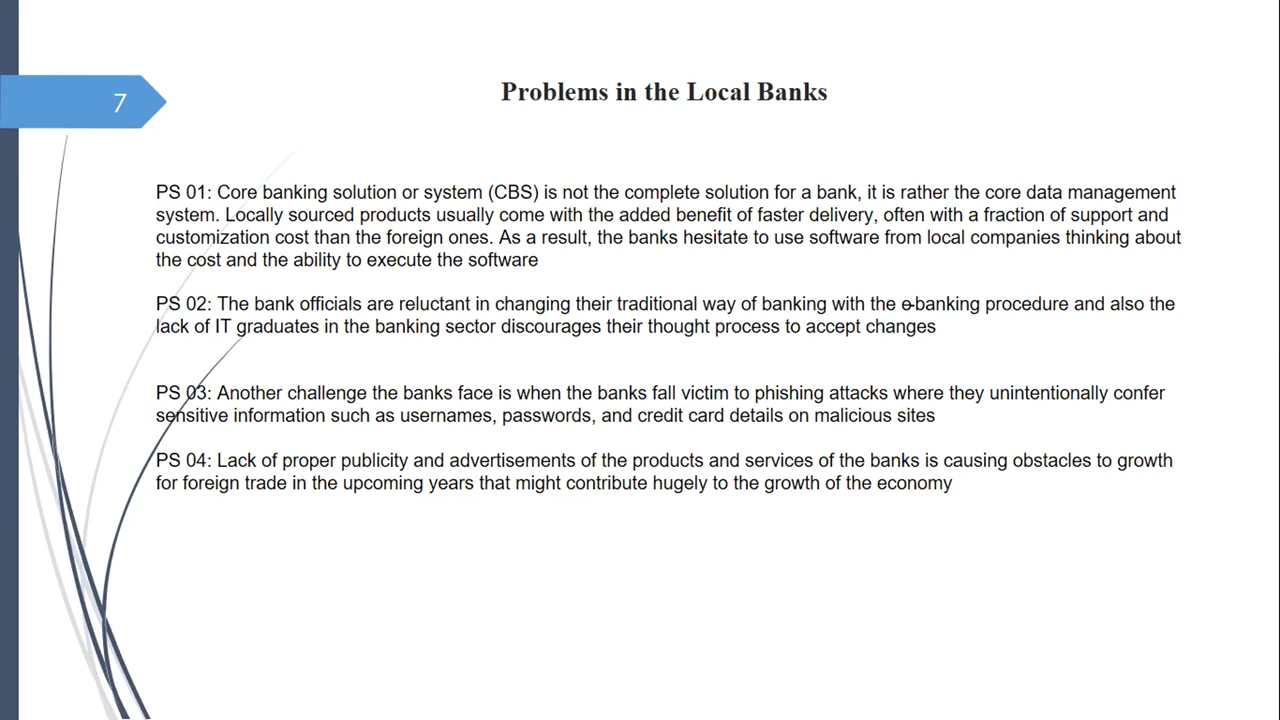 7
Problems in the Local Banks
PS 01: Core banking solution or system (CBS) is not the complete solution for a bank, it is rather the core data management
system. Locally sourced products usually come with the added benefit of faster delivery, often with a fraction of support and
customization cost than the foreign ones. As a result, the banks hesitate to use software from local companies thinking about
the cost and the ability to execute the software
PS 02: The bank officials are reluctant in changing their traditional way of banking with the e-banking procedure and also the
lack of IT graduates in the banking sector discourages their thought process to accept changes
PS 03: Another challenge the banks face is when the banks fall victim to phishing attacks where they unintentionally confer
sensitive information such as usernames, passwords, and credit card details on malicious sites
PS 04: Lack of proper publicity and advertisements of the products and services of the banks is causing obstacles to growth
for foreign trade in the upcoming years that might contribute hugely to the growth of the economy